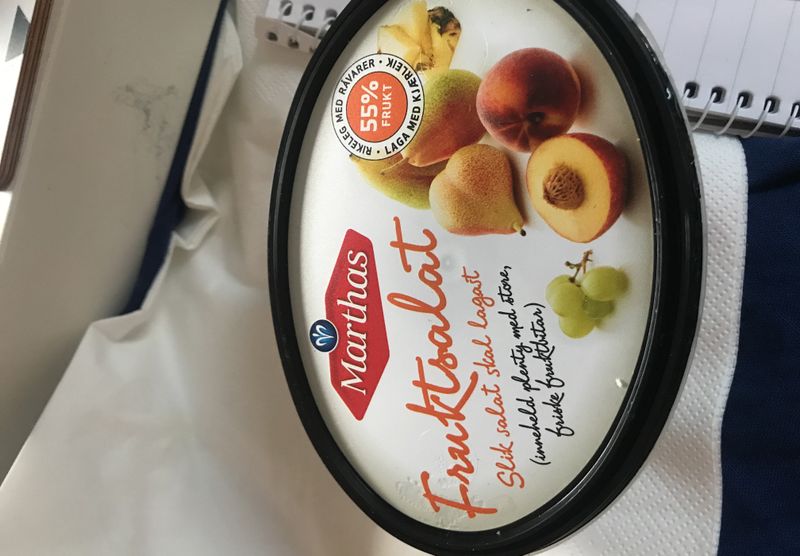 RIKELEG MED RÅVARER • LAGA MED KJÆRLEIK •
55%
FRUKT
Marthas
Fruktsalat
Slik salat skal lagast
(inneheld plenty med store,
friske fruktbitar)